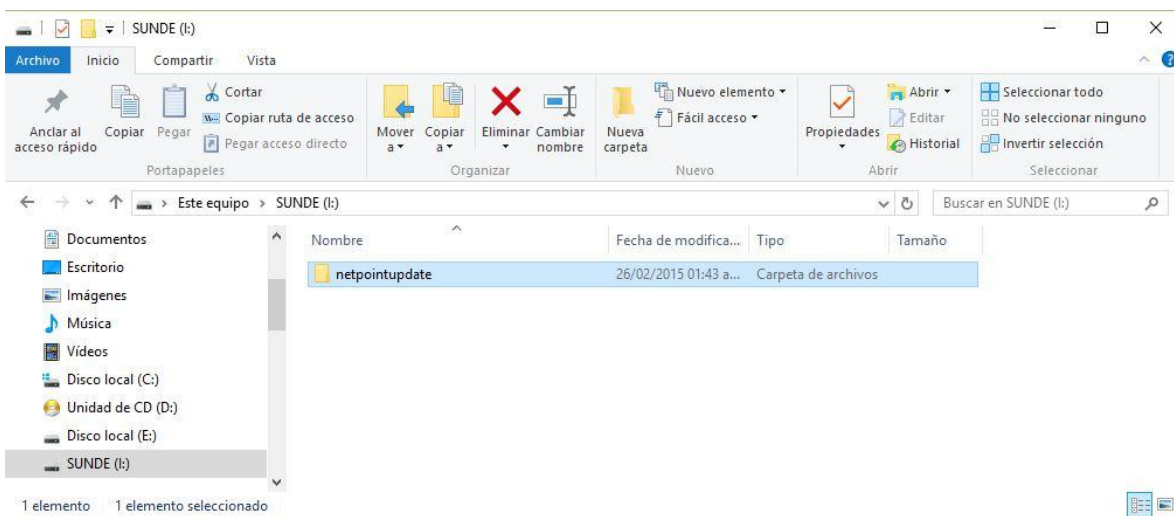 SUNDE (I:)
Archivo Inicio Compartir Vista
Anclar al acceso rápido
Copiar
Pegar
Cortar
Copiar ruta de acceso
Pegar acceso directo
Portapapeles
Mover a
Copiar a
Eliminar
Cambiar nombre
Organizar
Nueva carpeta
Nuevo elemento
Fácil acceso
Nuevo
Propiedades
Abrir
Editar
Historial
Abrir
Seleccionar todo
No seleccionar ninguno
Invertir selección
Seleccionar
Este equipo > SUNDE (I:)
Buscar en SUNDE (I:)
Documentos
Escritorio
Imágenes
Música
Vídeos
Disco local (C:)
Unidad de CD (D:)
Disco local (E:)
SUNDE (I:)
Nombre Fecha de modifica... Tipo Tamaño
netpointupdate 26/02/2015 01:43 a... Carpeta de archivos
1 elemento 1 elemento seleccionado